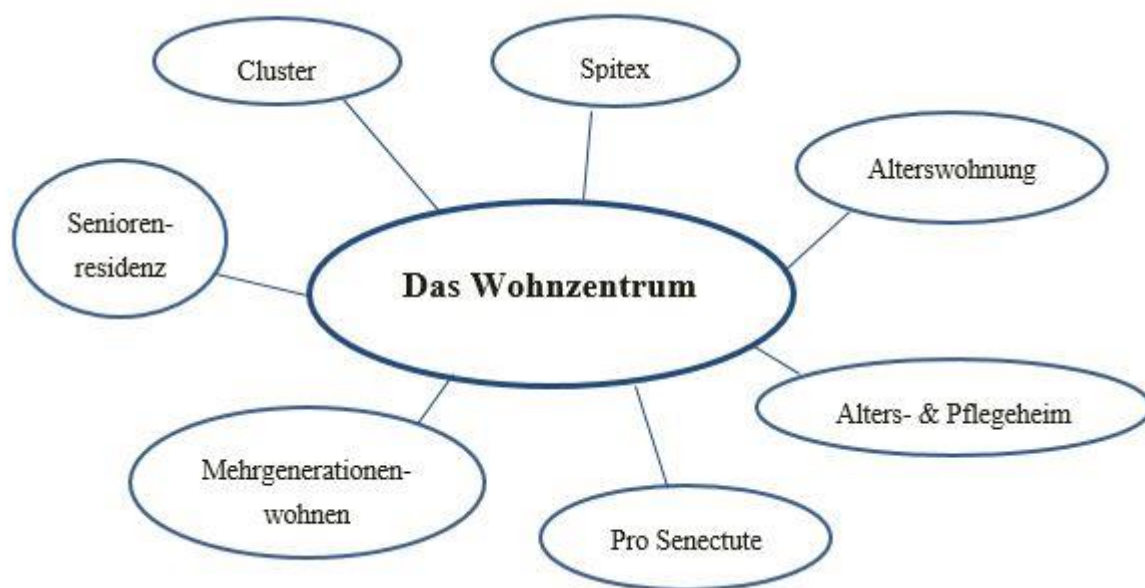 Cluster
Spitex
Alterswohnung
Senioren-
residenz
Das Wohnzentrum
Alters- & Pflegeheim
Mehrgenerationen-
wohnen
Pro Senectute